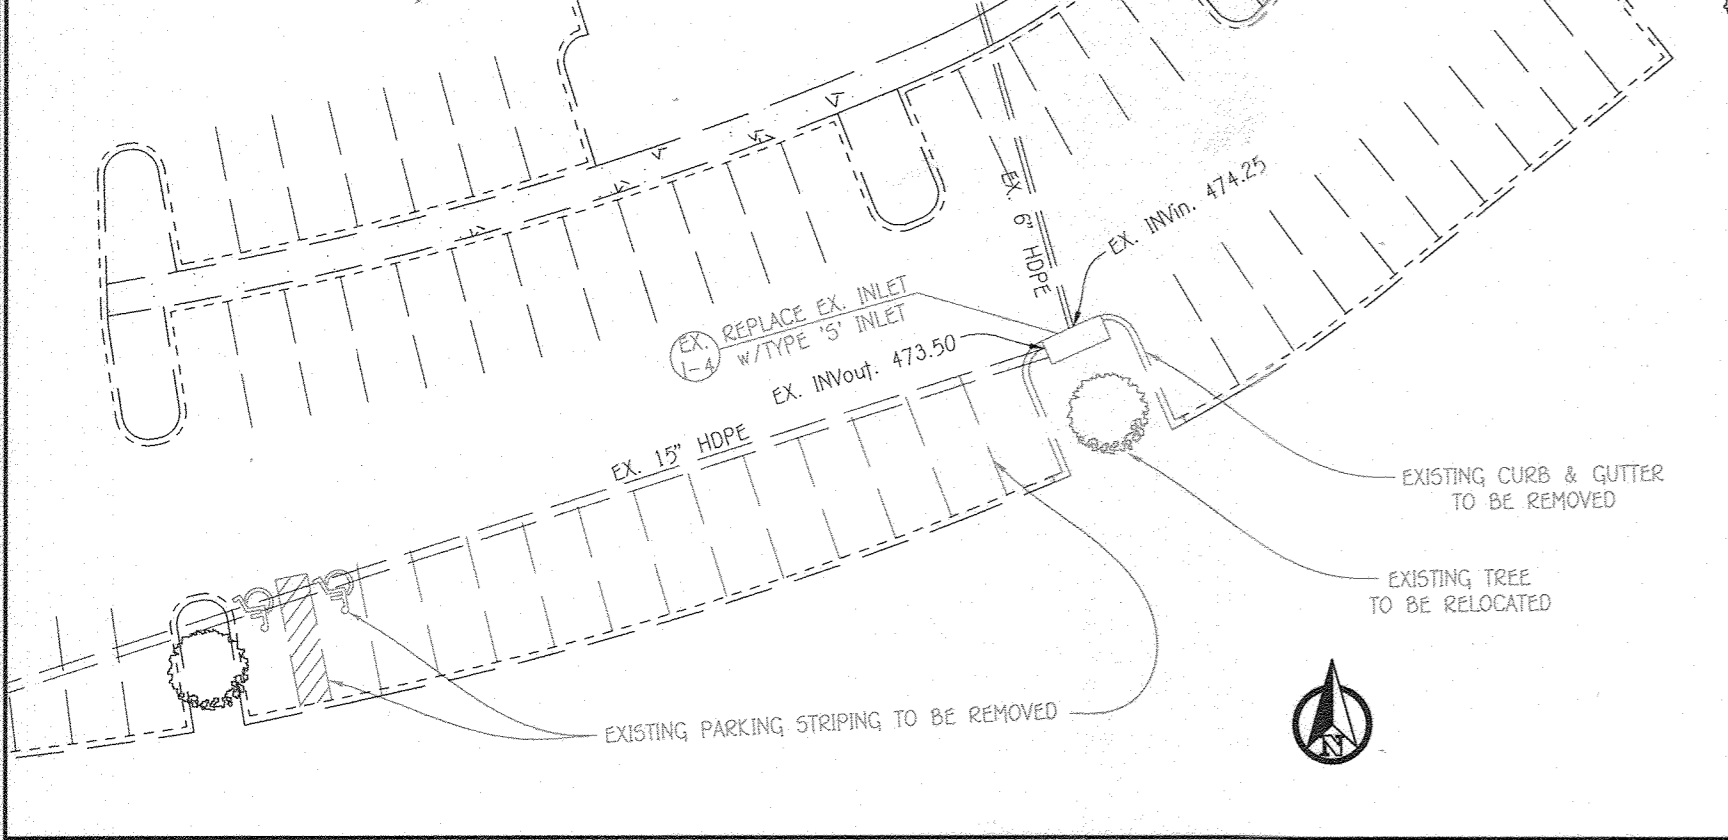 EX. 6" HDPE
EX. INVin. 474.25
EX.
I-4
REPLACE EX. INLET
w/TYPE 'S' INLET
EX. INVout. 473.50
EX. 15" HDPE
EXISTING CURB & GUTTER
TO BE REMOVED
EXISTING TREE
TO BE RELOCATED
EXISTING PARKING STRIPING TO BE REMOVED
N